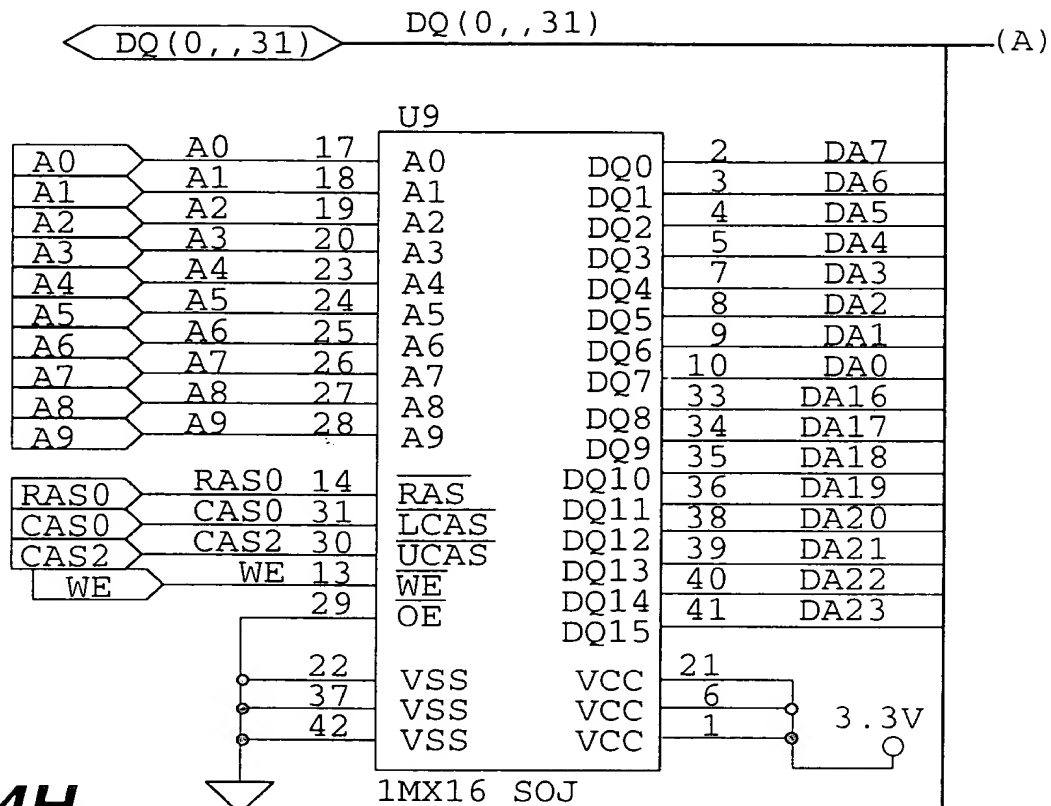 DQ(0,,31) DQ(0,,31) (A)
U9
A0 A0 17 A0 DQ0 2 DA7
A1 A1 18 A1 DQ1 3 DA6
A2 A2 19 A2 DQ2 4 DA5
A3 A3 20 A3 DQ3 5 DA4
A4 A4 23 A4 DQ4 7 DA3
A5 A5 24 A5 DQ5 8 DA2
A6 A6 25 A6 DQ6 9 DA1
A7 A7 26 A7 DQ7 10 DA0
A8 A8 27 A8 DQ8 33 DA16
A9 A9 28 A9 DQ9 34 DA17
DQ10 35 DA18
RAS0 RAS0 14 RAS DQ11 36 DA19
CAS0 CAS0 31 LCAS DQ12 38 DA20
CAS2 CAS2 30 UCAS DQ13 39 DA21
WE WE 13 WE DQ14 40 DA22
29 OE DQ15 41 DA23
22 VSS VCC 21
37 VSS VCC 6
42 VSS VCC 1 3.3V
1MX16 SOJ
4H